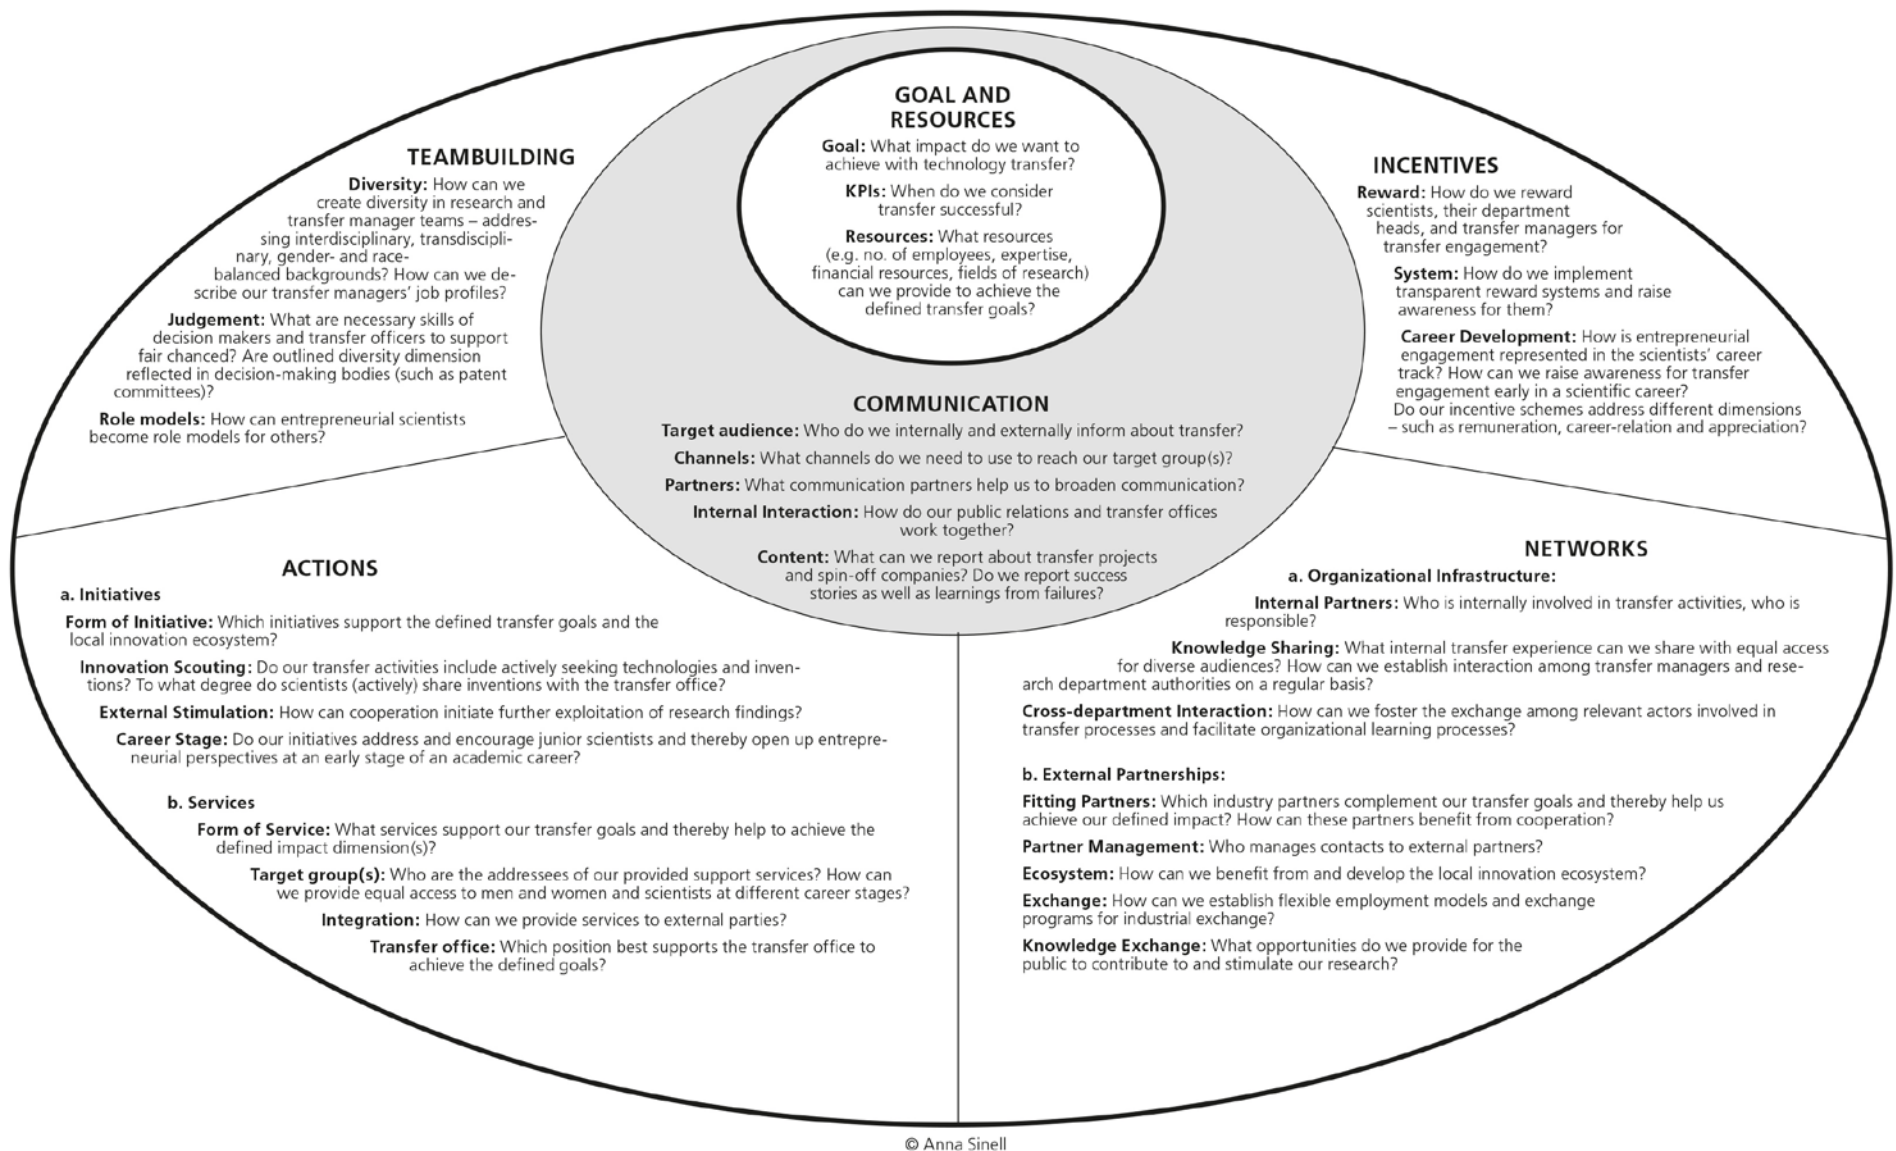 GOAL AND
RESOURCES
Goal: What impact do we want to
achieve with technology transfer?
KPIs: When do we consider
transfer successful?
Resources: What resources
(e.g. no. of employees, expertise,
financial resources, fields of research)
can we provide to achieve the
defined transfer goals?
TEAMBUILDING
Diversity: How can we
create diversity in research and
transfer manager teams – addres-
sing interdisciplinary, transdiscipli-
nary, gender- and race-
balanced backgrounds? How can we de-
scribe our transfer managers' job profiles?
Judgement: What are necessary skills of
decision makers and transfer officers to support
fair chanced? Are outlined diversity dimension
reflected in decision-making bodies (such as patent
committees)?
Role models: How can entrepreneurial scientists
become role models for others?
INCENTIVES
Reward: How do we reward
scientists, their department
heads, and transfer managers for
transfer engagement?
System: How do we implement
transparent reward systems and raise
awareness for them?
Career Development: How is entrepreneurial
engagement represented in the scientists' career
track? How can we raise awareness for transfer
engagement early in a scientific career?
Do our incentive schemes address different dimensions
– such as remuneration, career-relation and appreciation?
COMMUNICATION
Target audience: Who do we internally and externally inform about transfer?
Channels: What channels do we need to use to reach our target group(s)?
Partners: What communication partners help us to broaden communication?
Internal Interaction: How do our public relations and transfer offices
work together?
Content: What can we report about transfer projects
and spin-off companies? Do we report success
stories as well as learnings from failures?
ACTIONS
a. Initiatives
Form of Initiative: Which initiatives support the defined transfer goals and the
local innovation ecosystem?
Innovation Scouting: Do our transfer activities include actively seeking technologies and inven-
tions? To what degree do scientists (actively) share inventions with the transfer office?
External Stimulation: How can cooperation initiate further exploitation of research findings?
Career Stage: Do our initiatives address and encourage junior scientists and thereby open up entrepre-
neurial perspectives at an early stage of an academic career?
b. Services
Form of Service: What services support our transfer goals and thereby help to achieve the
defined impact dimension(s)?
Target group(s): Who are the addressees of our provided support services? How can
we provide equal access to men and women and scientists at different career stages?
Integration: How can we provide services to external parties?
Transfer office: Which position best supports the transfer office to
achieve the defined goals?
NETWORKS
a. Organizational Infrastructure:
Internal Partners: Who is internally involved in transfer activities, who is
responsible?
Knowledge Sharing: What internal transfer experience can we share with equal access
for diverse audiences? How can we establish interaction among transfer managers and rese-
arch department authorities on a regular basis?
Cross-department Interaction: How can we foster the exchange among relevant actors involved in
transfer processes and facilitate organizational learning processes?
b. External Partnerships:
Fitting Partners: Which industry partners complement our transfer goals and thereby help us
achieve our defined impact? How can these partners benefit from cooperation?
Partner Management: Who manages contacts to external partners?
Ecosystem: How can we benefit from and develop the local innovation ecosystem?
Exchange: How can we establish flexible employment models and exchange
programs for industrial exchange?
Knowledge Exchange: What opportunities do we provide for the
public to contribute to and stimulate our research?
© Anna Sinell